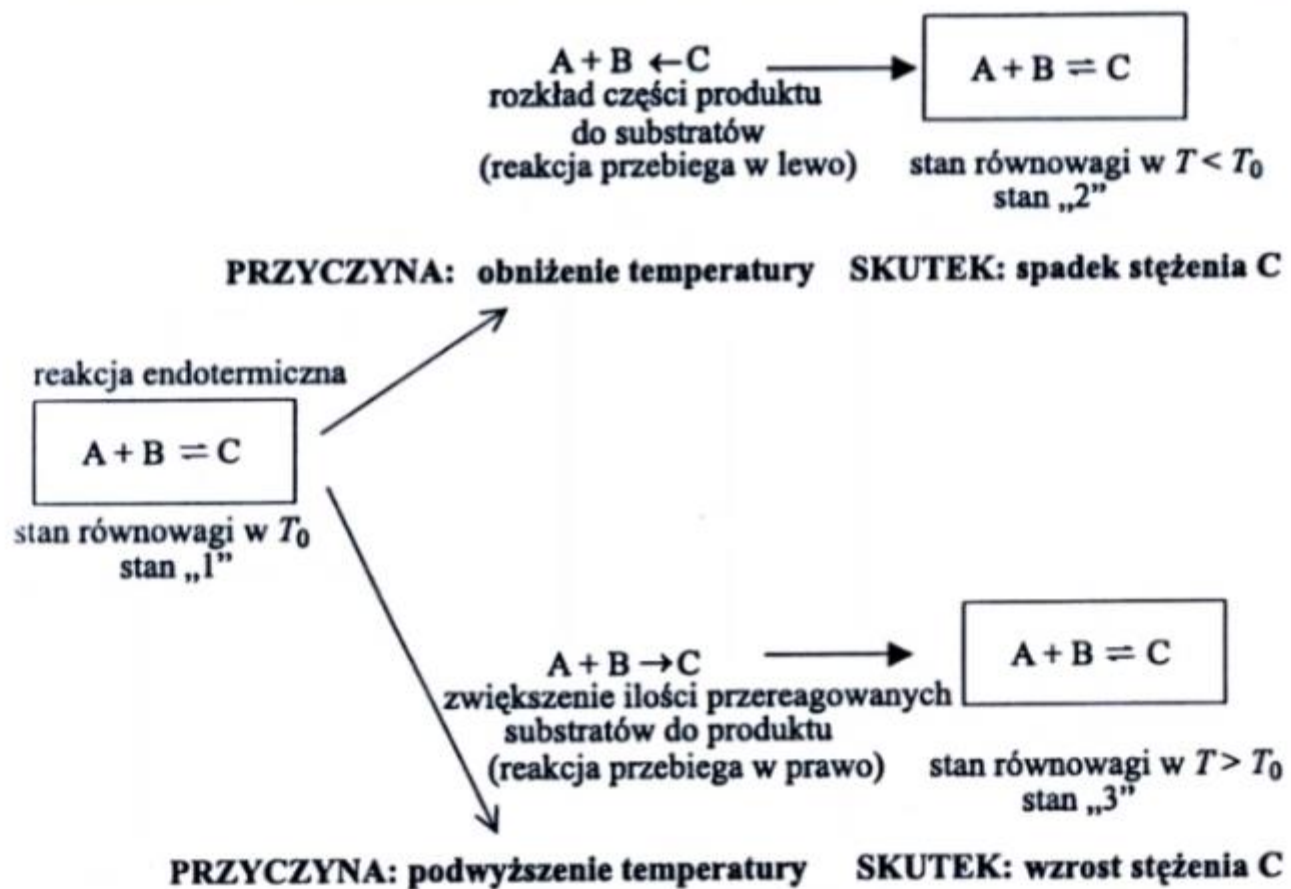 A + B ← C
rozkład części produktu
do substratów
(reakcja przebiega w lewo)
A + B ⇌ C
stan równowagi w T < T₀
stan „2”
PRZYCZYNA: obniżenie temperatury SKUTEK: spadek stężenia C
reakcja endotermiczna
A + B ⇌ C
stan równowagi w T₀
stan „1”
A + B → C
zwiększenie ilości przereagowanych
substratów do produktu
(reakcja przebiega w prawo)
A + B ⇌ C
stan równowagi w T > T₀
stan „3”
PRZYCZYNA: podwyższenie temperatury SKUTEK: wzrost stężenia C